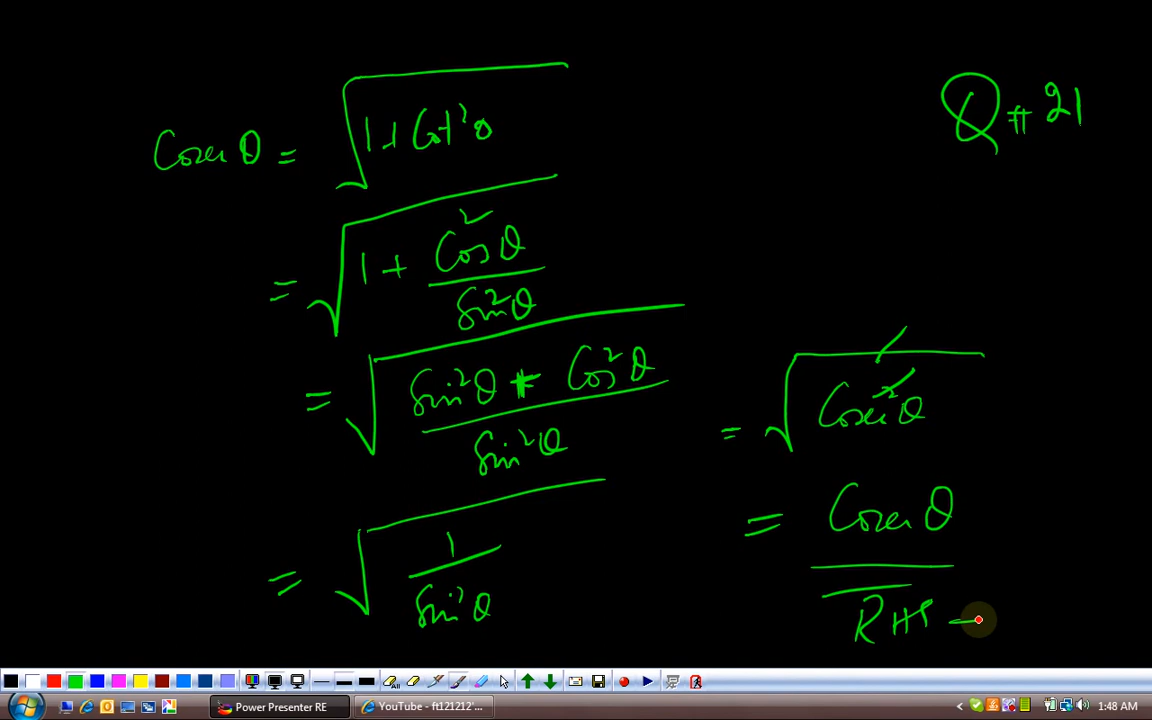 Q # 21
Cosec θ = √(1 + Cot²θ)
= √(1 + Cos²θ / Sin²θ)
= √((Sin²θ + Cos²θ) / Sin²θ)
= √(1 / Sin²θ)
= √(Cosec²θ)
= Cosec θ
RHS
Power Presenter RE
YouTube - ft121212'...
1:48 AM